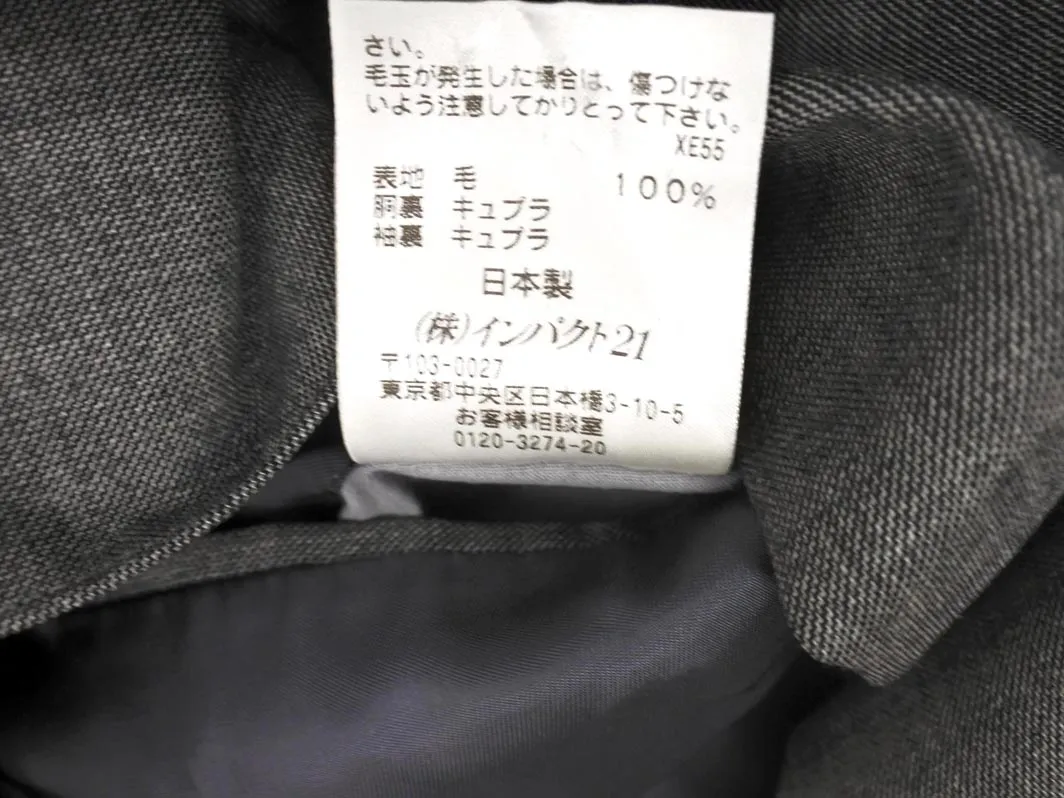 さい。
毛玉が発生した場合は、傷つけな
いよう注意してかりとって下さい。
XE55
表地 毛 100%
胴裏 キュプラ
袖裏 キュプラ
日本製
(株)インパクト21
〒103-0027
東京都中央区日本橋3-10-5
お客様相談室
0120-3274-20